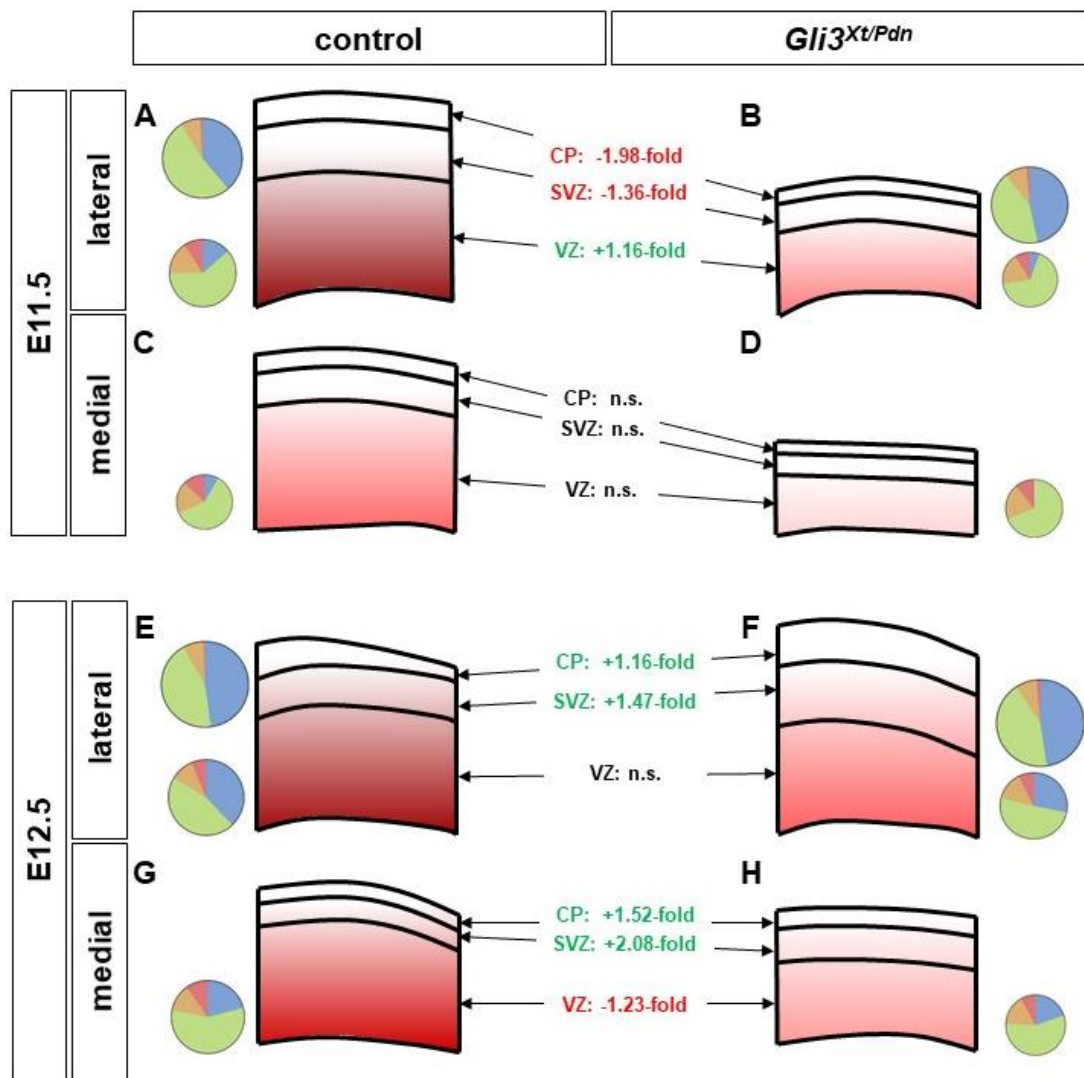 control
Gli3Xt/Pdn
E11.5
lateral
A
B
CP: -1.98-fold
SVZ: -1.36-fold
VZ: +1.16-fold
medial
C
D
CP: n.s.
SVZ: n.s.
VZ: n.s.
E12.5
lateral
E
F
CP: +1.16-fold
SVZ: +1.47-fold
VZ: n.s.
medial
G
H
CP: +1.52-fold
SVZ: +2.08-fold
VZ: -1.23-fold